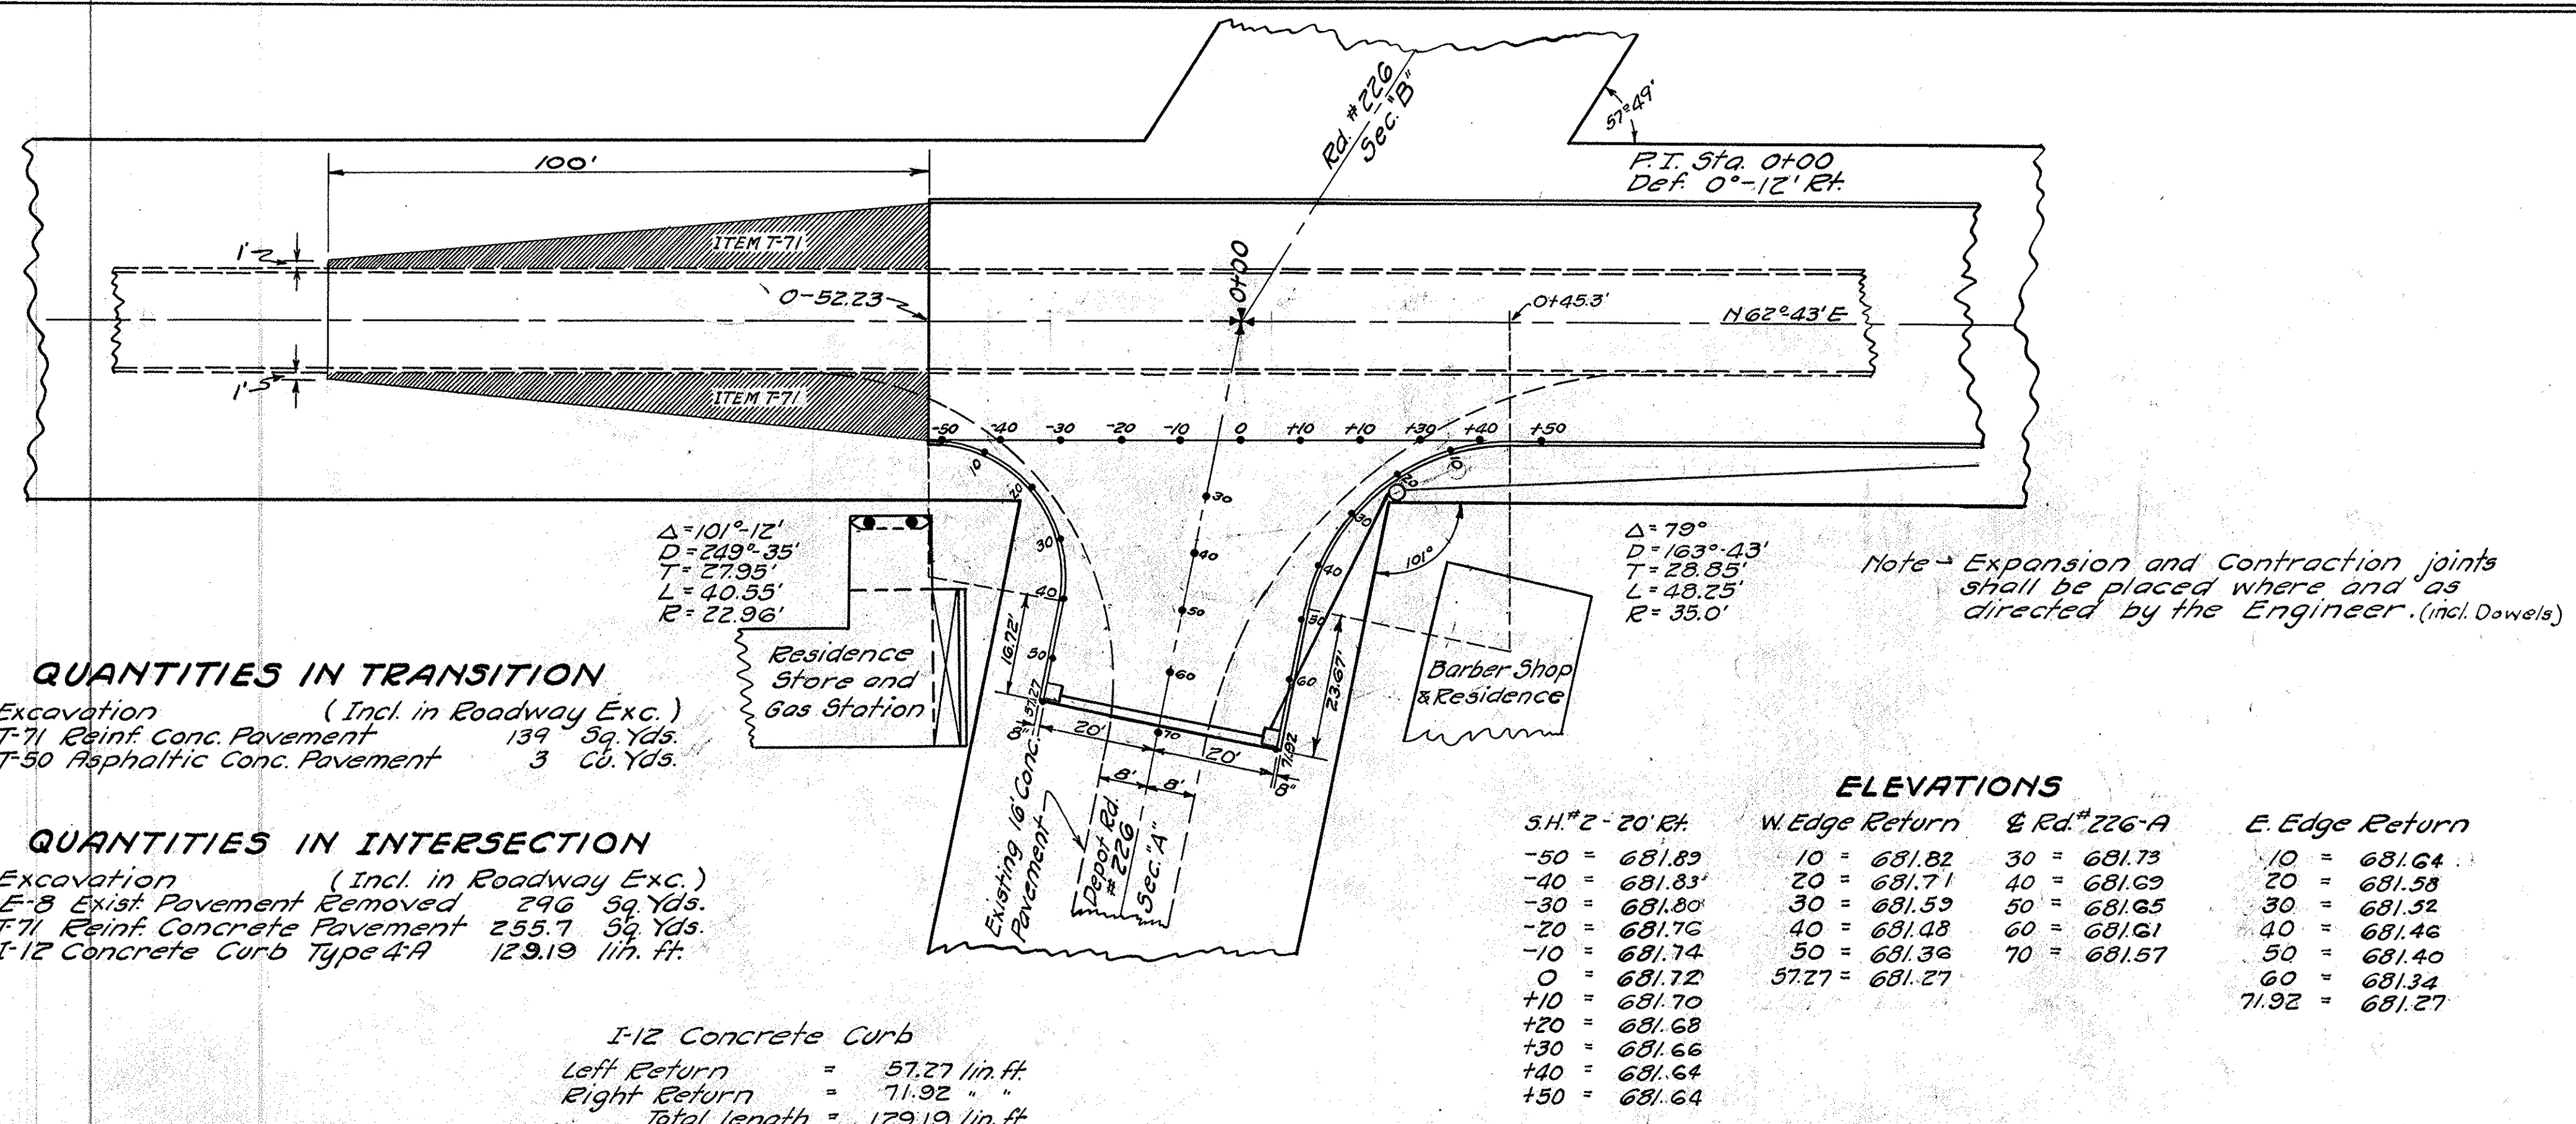 Rd. #226
Sec. "B"
57°49'
P.I. Sta. 0+00
Def. 0°-12' Rt.
100'
ITEM T-71
1'-2
0-52.23
0+00
0+45.3'
N.62°-43'E
1'-5
ITEM T-71
-50 -40 -30 -20 -10 0 +10 +10 +30 +40 +50
10
20
30
40
50
57.27
30
40
50
60
70
10
20
30
40
50
60
71.92
Δ=101°-12'
D=249°-35'
T=27.95'
L=40.55'
R=22.96'
101°
Δ=79°
D=163°-43'
T=28.85'
L=48.25'
R=35.0'
Note - Expansion and Contraction joints
shall be placed where and as
directed by the Engineer. (incl. Dowels)
16.72'
23.67'
Residence
Store and
Gas Station
Barber Shop
& Residence
8" 20' 20' 8"
8' 8'
Existing 16' Conc.
Pavement
Depot Rd.
#226
Sec. "A"
QUANTITIES IN TRANSITION
Excavation (Incl. in Roadway Exc.)
T-71 Reinf. Conc. Pavement 139 Sq. Yds.
T-50 Asphaltic Conc. Pavement 3 Cu. Yds.
QUANTITIES IN INTERSECTION
Excavation (Incl. in Roadway Exc.)
E-8 Exist. Pavement Removed 296 Sq. Yds.
T-71 Reinf. Concrete Pavement 255.7 Sq. Yds.
I-12 Concrete Curb Type 4-A 129.19 lin. ft.
I-12 Concrete Curb
Left Return = 57.27 lin. ft.
Right Return = 71.92 " "
Total length = 129.19 lin. ft.
ELEVATIONS
S.H.#2 - 20' Rt. W. Edge Return ℄ Rd.#226-A E. Edge Return
-50 = 681.89 10 = 681.82 30 = 681.73 10 = 681.64
-40 = 681.83 20 = 681.71 40 = 681.69 20 = 681.58
-30 = 681.80 30 = 681.59 50 = 681.65 30 = 681.52
-20 = 681.76 40 = 681.48 60 = 681.61 40 = 681.46
-10 = 681.74 50 = 681.36 70 = 681.57 50 = 681.40
0 = 681.72 57.27 = 681.27 60 = 681.34
+10 = 681.70 71.92 = 681.27
+20 = 681.68
+30 = 681.66
+40 = 681.64
+50 = 681.64